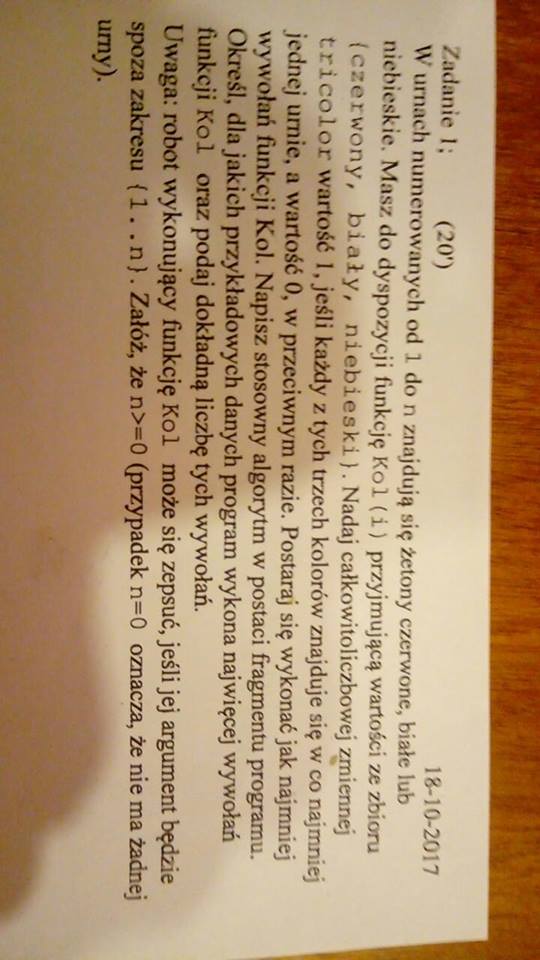 Zadanie 1; (20')
18-10-2017
W urnach numerowanych od 1 do n znajdują się żetony czerwone, białe lub
niebieskie. Masz do dyspozycji funkcję Kol(i) przyjmującą wartości ze zbioru
{czerwony, biały, niebieski}. Nadaj całkowitoliczbowej zmiennej
tricolor wartość 1, jeśli każdy z tych trzech kolorów znajduje się w co najmniej
jednej urnie, a wartość 0, w przeciwnym razie. Postaraj się wykonać jak najmniej
wywołań funkcji Kol. Napisz stosowny algorytm w postaci fragmentu programu.
Określ, dla jakich przykładowych danych program wykona najwięcej wywołań
funkcji Kol oraz podaj dokładną liczbę tych wywołań.
Uwaga: robot wykonujący funkcję Kol może się zepsuć, jeśli jej argument będzie
spoza zakresu {1..n}. Załóż, że n>=0 (przypadek n=0 oznacza, że nie ma żadnej
urny).